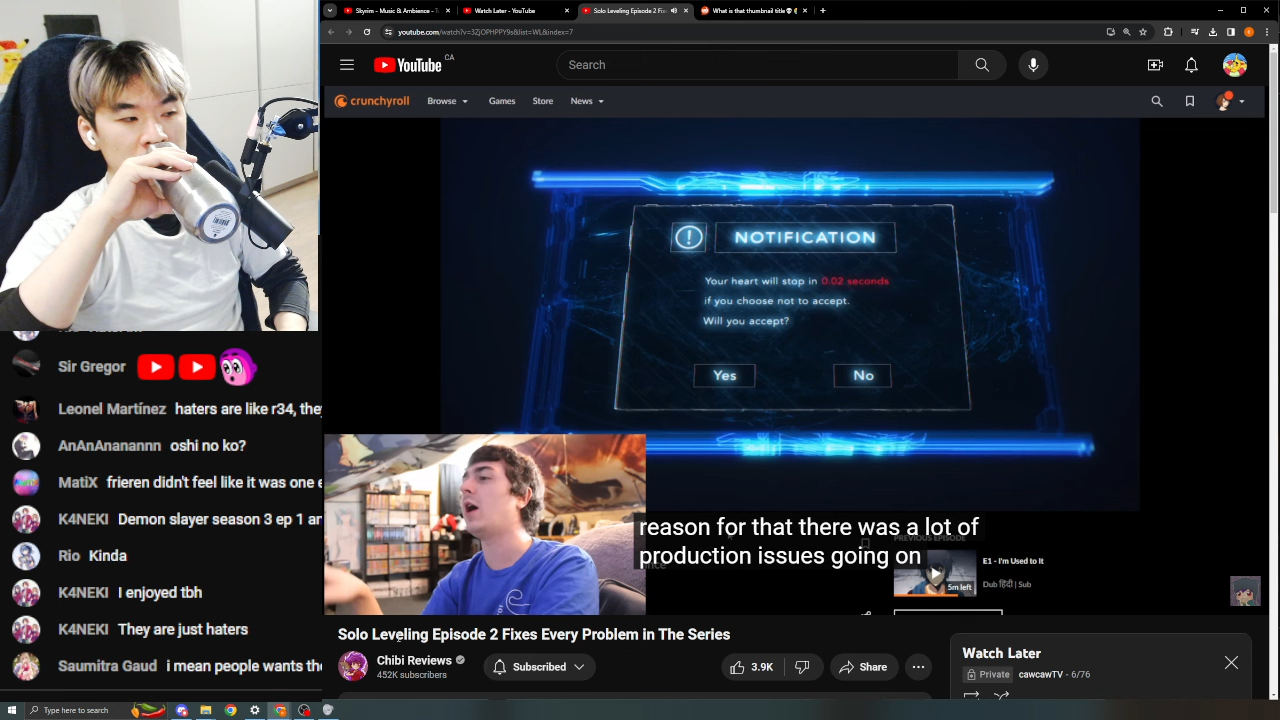 Skyrim - Music & Ambience - T
Watch Later - YouTube
Solo Leveling Episode 2 Fixe
What is that thumbnail title
youtube.com/watch?v=3ZjOPHPPY9s&list=WL&index=7
YouTube CA
Search
crunchyroll
Browse
Games
Store
News
NOTIFICATION
Your heart will stop in 0.02 seconds
if you choose not to accept.
Will you accept?
Yes
No
Sir Gregor
Leonel Martínez haters are like r34, they
AnAnAnanannn oshi no ko?
MatiX frieren didn't feel like it was one e
K4NEKI Demon slayer season 3 ep 1 an
Rio Kinda
K4NEKI I enjoyed tbh
K4NEKI They are just haters
Saumitra Gaud i mean people wants the
reason for that there was a lot of
production issues going on
PREVIOUS EPISODE
E1 - I'm Used to It
Dub हिंदी | Sub
5m left
Solo Leveling Episode 2 Fixes Every Problem in The Series
Chibi Reviews
452K subscribers
Subscribed
3.9K
Share
Watch Later
Private cawcawTV - 6/76
Type here to search